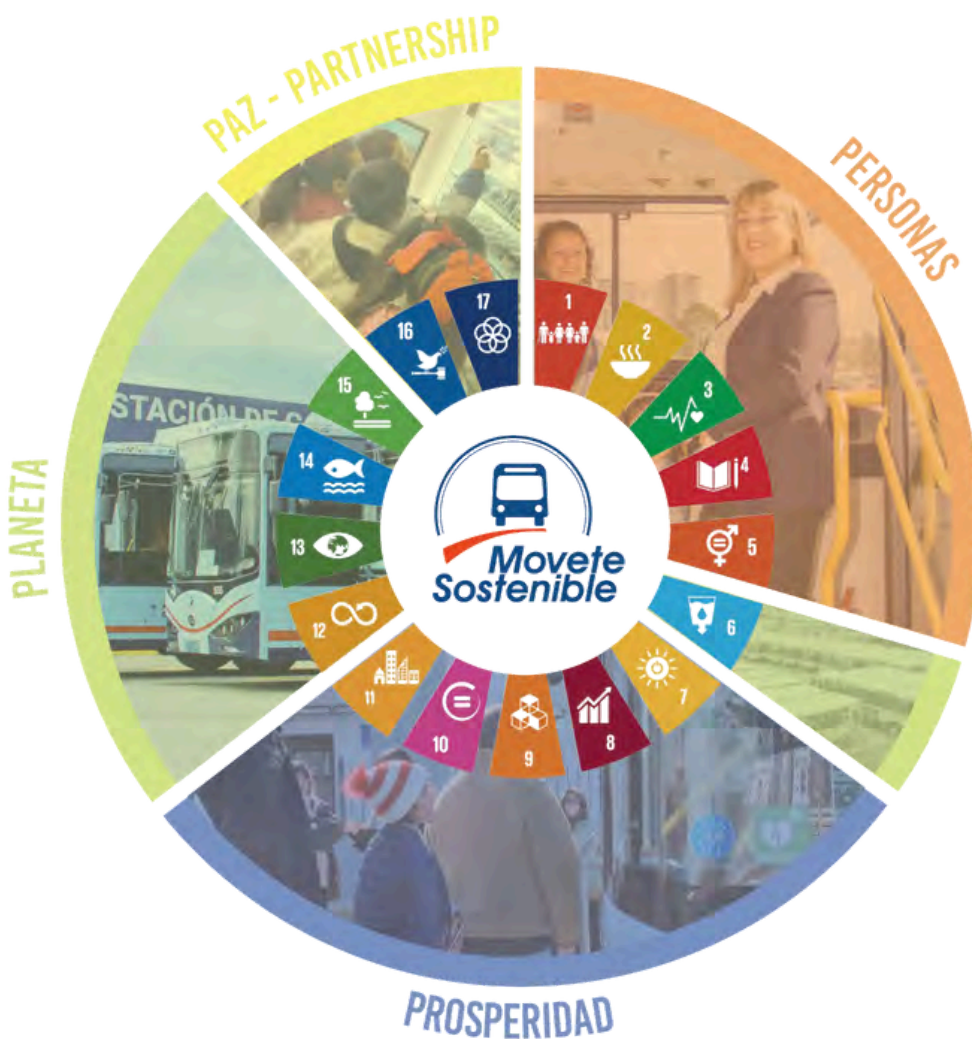 PAZ - PARTNERSHIP
PERSONAS
PLANETA
PROSPERIDAD
1
2
3
4
5
6
7
8
9
10
11
12
13
14
15
16
17
Movete
Sostenible
STACIÓN DE